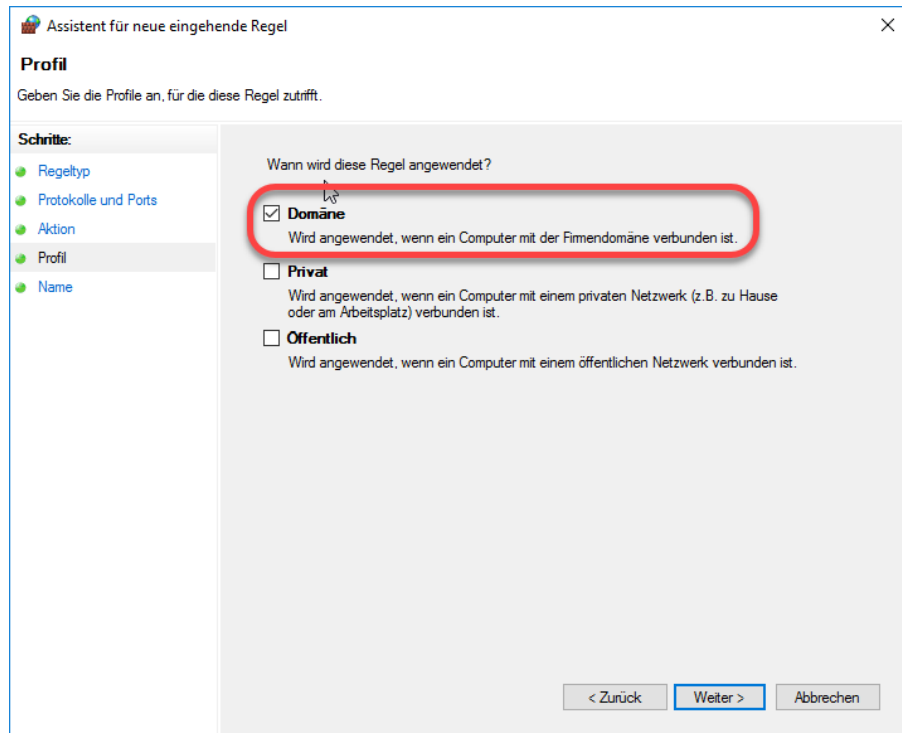 Assistent für neue eingehende Regel
Profil
Geben Sie die Profile an, für die diese Regel zutrifft.
Schritte:
Regeltyp
Protokolle und Ports
Aktion
Profil
Name
Wann wird diese Regel angewendet?
Domäne
Wird angewendet, wenn ein Computer mit der Firmendomäne verbunden ist.
Privat
Wird angewendet, wenn ein Computer mit einem privaten Netzwerk (z.B. zu Hause
oder am Arbeitsplatz) verbunden ist.
Öffentlich
Wird angewendet, wenn ein Computer mit einem öffentlichen Netzwerk verbunden ist.
< Zurück
Weiter >
Abbrechen